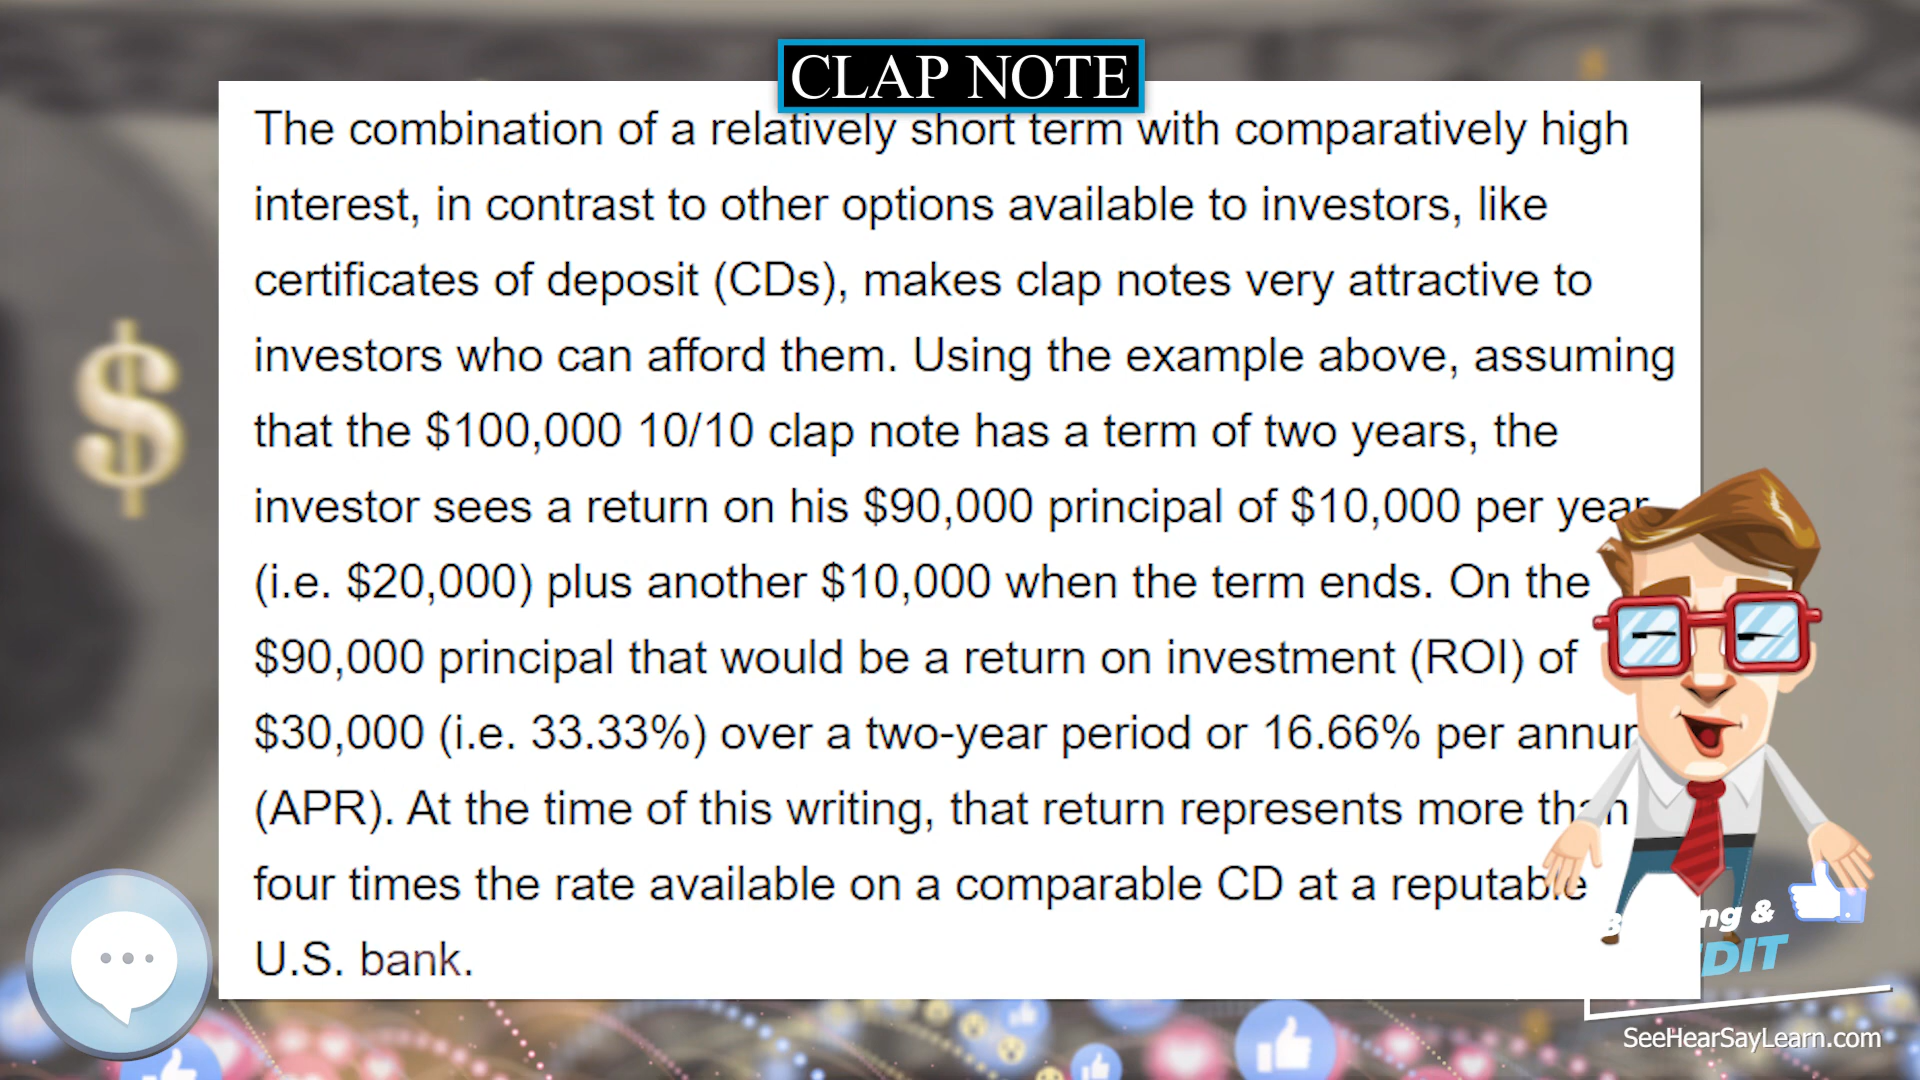 CLAP NOTE
The combination of a relatively short term with comparatively high
interest, in contrast to other options available to investors, like
certificates of deposit (CDs), makes clap notes very attractive to
investors who can afford them. Using the example above, assuming
that the $100,000 10/10 clap note has a term of two years, the
investor sees a return on his $90,000 principal of $10,000 per year
(i.e. $20,000) plus another $10,000 when the term ends. On the
$90,000 principal that would be a return on investment (ROI) of
$30,000 (i.e. 33.33%) over a two-year period or 16.66% per annum
(APR). At the time of this writing, that return represents more than
four times the rate available on a comparable CD at a reputable
U.S. bank.
$
&
SeeHearSayLearn.com